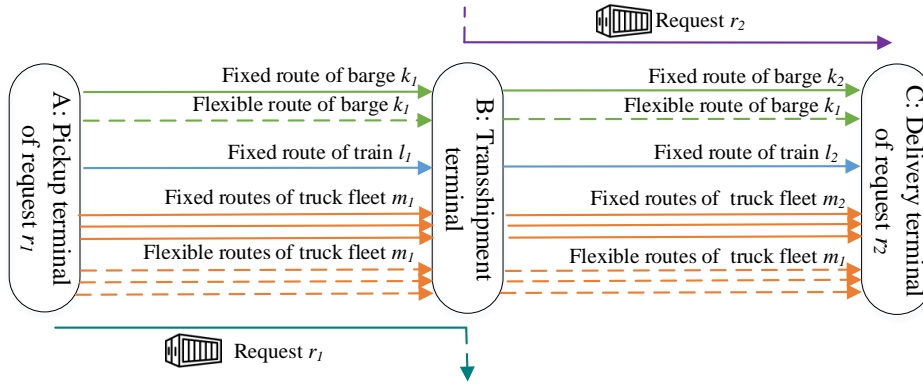 Request r2
Fixed route of barge k1
Fixed route of barge k2
Flexible route of barge k1
Flexible route of barge k1
A: Pickup terminal
of request r1
B: Transshipment
terminal
C: Delivery terminal
of request r2
Fixed route of train l1
Fixed route of train l2
Fixed routes of truck fleet m1
Fixed routes of truck fleet m2
Flexible routes of truck fleet m1
Flexible routes of truck fleet m1
Request r1